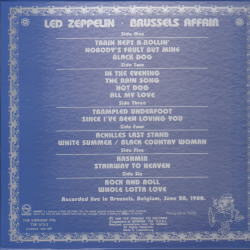 LED ZEPPELIN · BRUSSELS AFFAIR
Side One
TRAIN KEPT A ROLLIN'
NOBODY'S FAULT BUT MINE
BLACK DOG
Side Two
IN THE EVENING
THE RAIN SONG
HOT DOG
ALL MY LOVE
Side Three
TRAMPLED UNDERFOOT
SINCE I'VE BEEN LOVING YOU
Side Four
ACHILLES LAST STAND
WHITE SUMMER / BLACK COUNTRY WOMAN
Side Five
KASHMIR
STAIRWAY TO HEAVEN
Side Six
ROCK AND ROLL
WHOLE LOTTA LOVE
Recorded live in Brussels, Belgium, June 20, 1980.